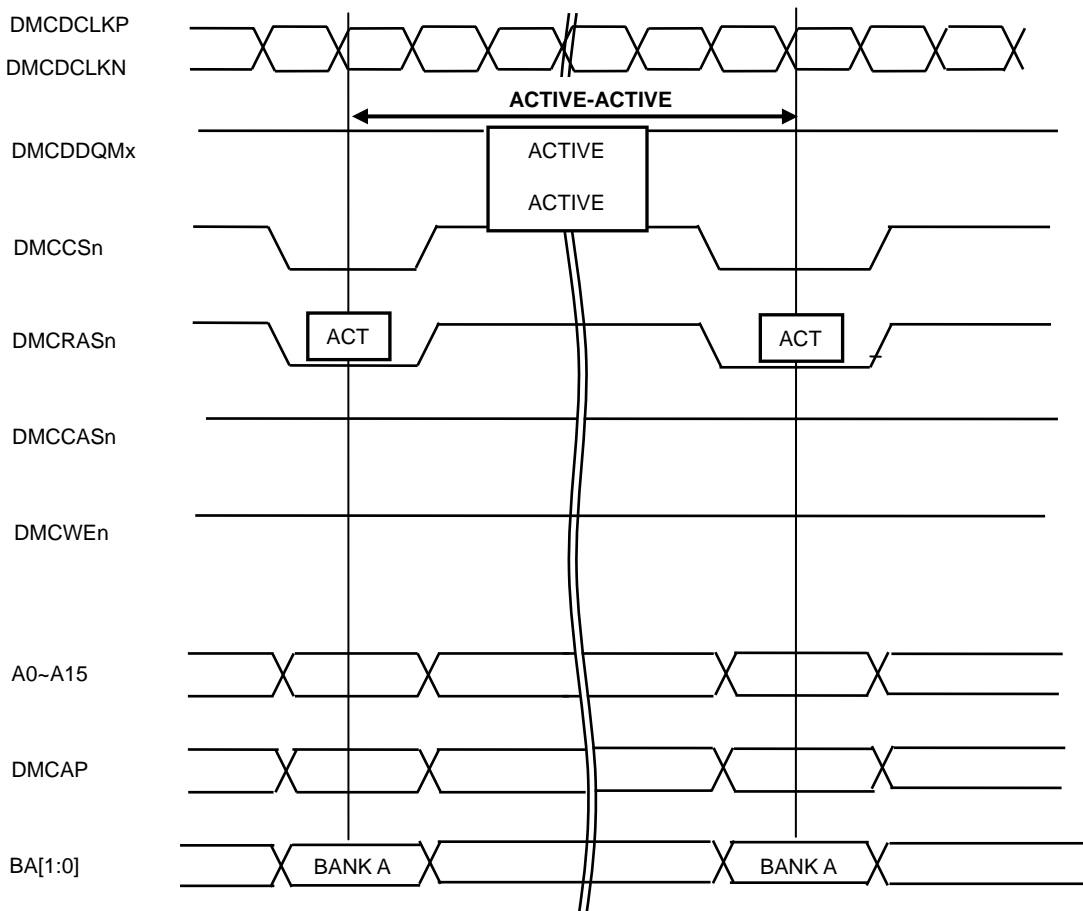 DMCDCLKP
DMCDCLKN
ACTIVE-ACTIVE
DMCDDQMx
ACTIVE
ACTIVE
DMCCSn
DMCRASn
ACT
ACT
DMCCASn
DMCWEn
A0~A15
DMCAP
BA[1:0]
BANK A
BANK A